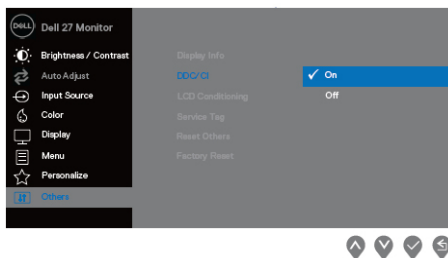 DELL
Dell 27 Monitor
Brightness / Contrast
Auto Adjust
Input Source
Color
Display
Menu
Personalize
Others
Display Info
DDC/CI
LCD Conditioning
Service Tag
Reset Others
Factory Reset
On
Off